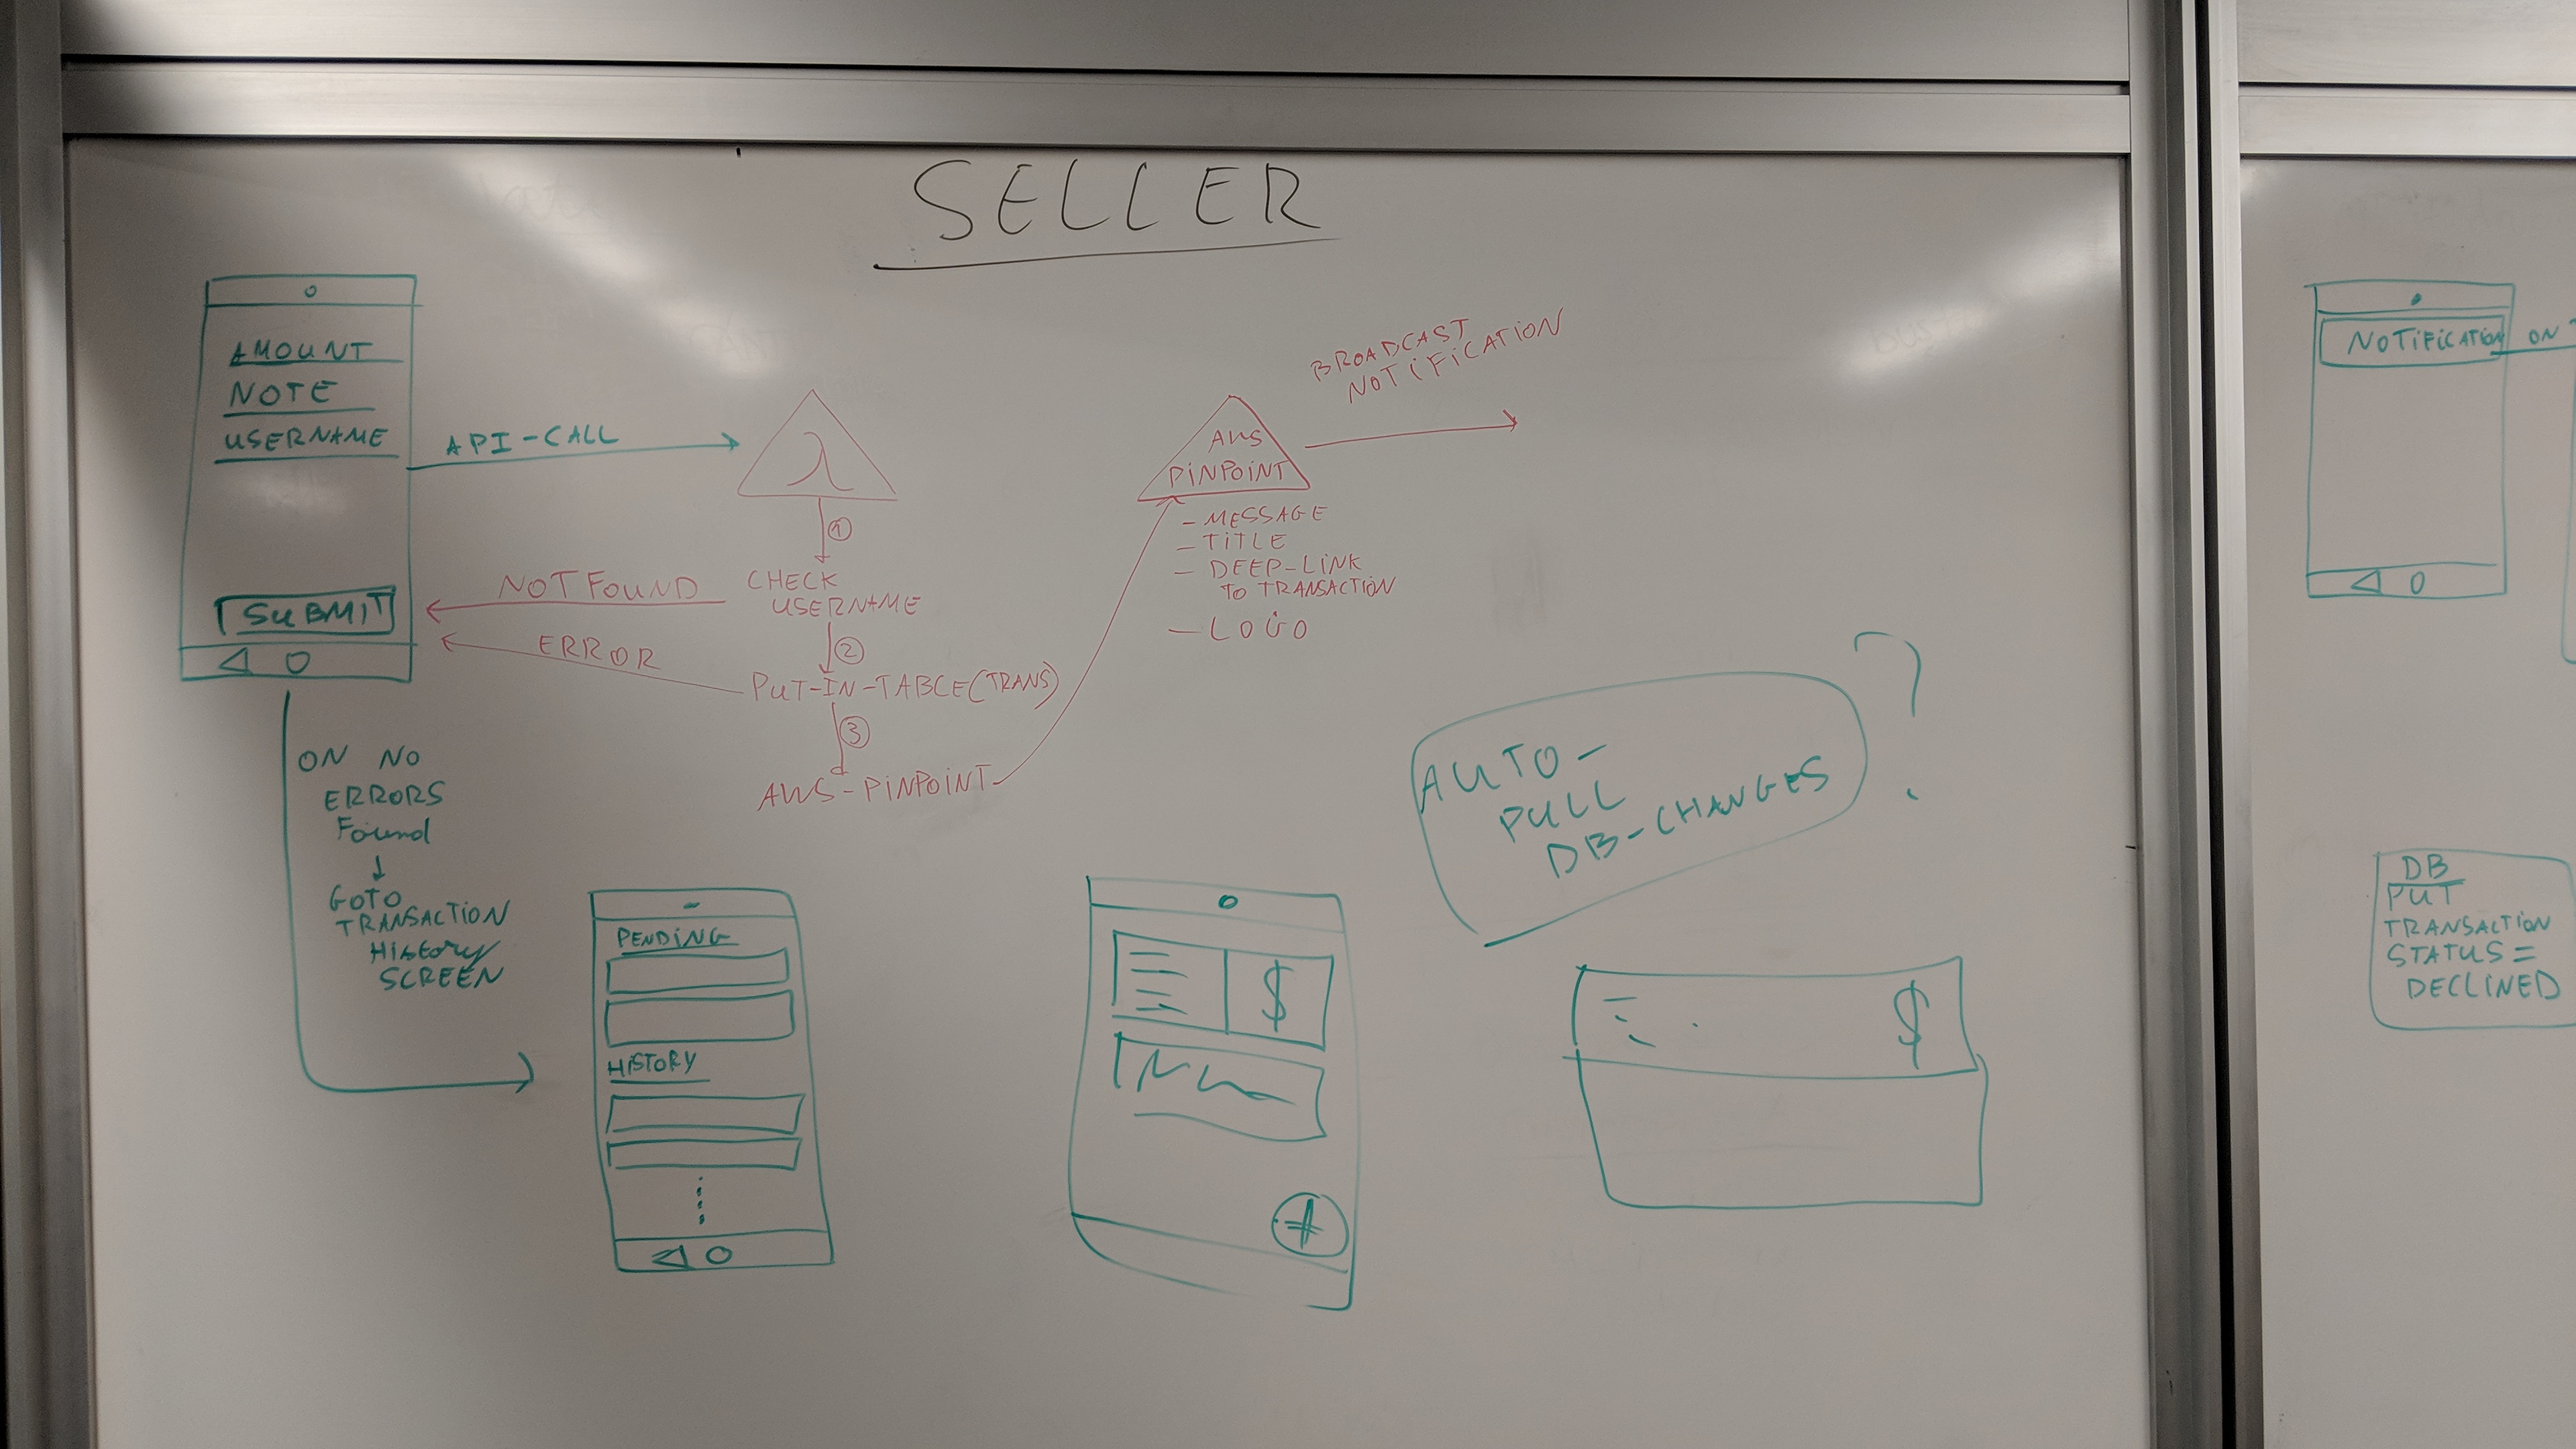 SELLER
AMOUNT
NOTE
USERNAME
SUBMIT
API-CALL
λ
①
CHECK
USERNAME
NOT FOUND
②
ERROR
PUT-IN-TABLE(TRANS)
③
AWS-PINPOINT
AWS
PINPOINT
- MESSAGE
- TITLE
- DEEP-LINK
TO TRANSACTION
- LOGO
BROADCAST
NOTIFICATION
ON NO
ERRORS
Found
↓
GOTO
TRANSACTION
HISTORY
SCREEN
PENDING
HISTORY
$
+
AUTO-
PULL
DB-CHANGES
?
$
NOTIFICATION
ON
DB
PUT
TRANSACTION
STATUS =
DECLINED